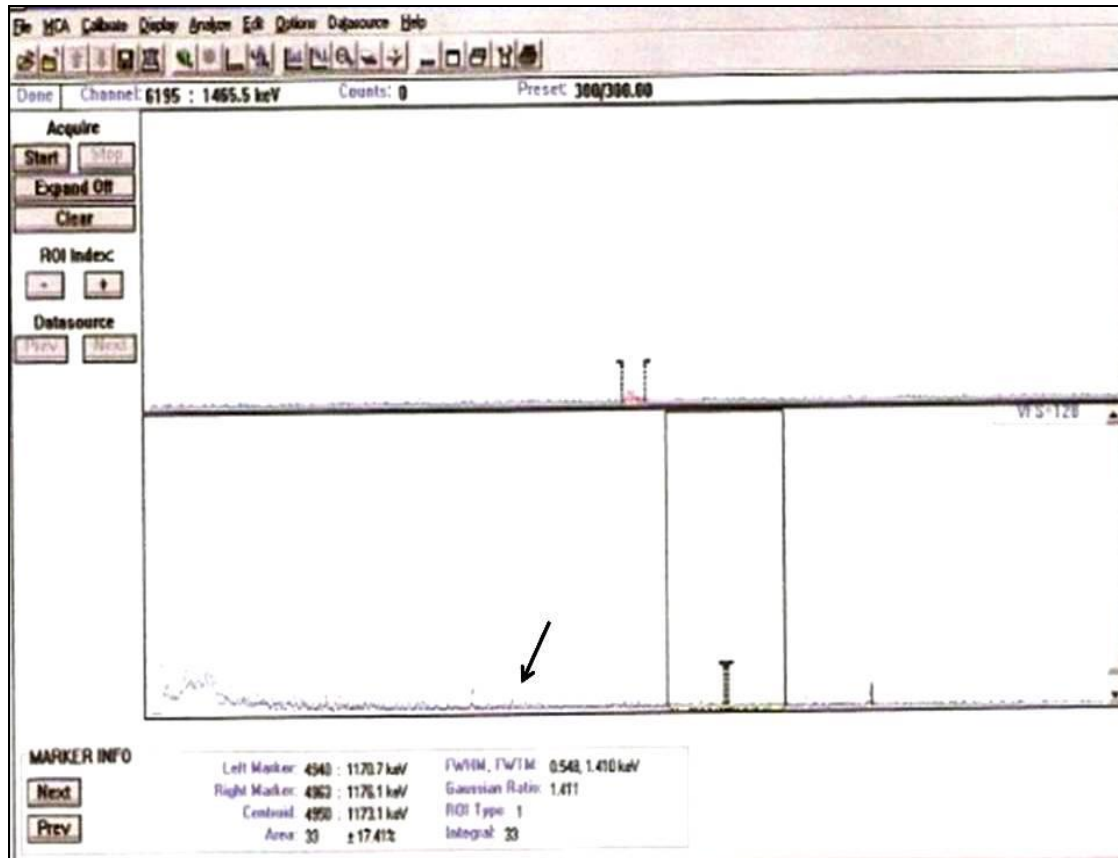 File MCA Calibrate Display Analyze Edit Options Datasource Help
Done Channel: 6195 : 1465.5 keV Counts: 0 Preset: 300/300.00
Acquire
Start Stop
Expand Off
Clear
ROI Index:
- +
Datasource
Prev Next
VFS-128
MARKER INFO
Next
Prev
Left Marker: 4940 : 1170.7 keV
Right Marker: 4963 : 1176.1 keV
Centroid: 4950 : 1173.1 keV
Area: 33 ± 17.41%
FWHM, FWTM: 0.548, 1.410 keV
Gaussian Ratio: 1.411
ROI Type: 1
Integral: 33